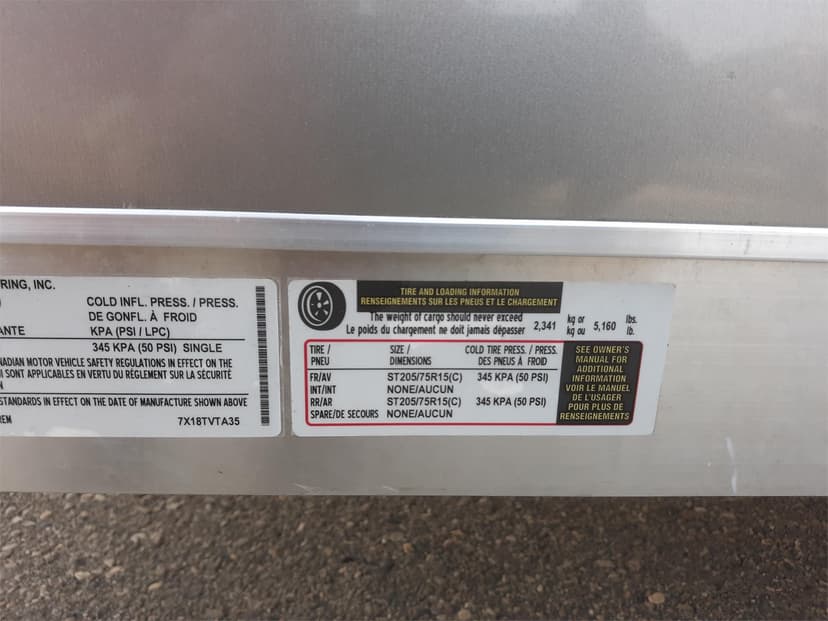 RING, INC.
COLD INFL. PRESS. / PRESS.
DE GONFL. À FROID
ANTE KPA (PSI / LPC)
345 KPA (50 PSI) SINGLE
ADIAN MOTOR VEHICLE SAFETY REGULATIONS IN EFFECT ON THE
I SONT APPLICABLES EN VERTU DU RÉGLEMENT SUR LA SÉCURITÉ
STANDARDS IN EFFECT ON THE DATE OF MANUFACTURE SHOWN ABOVE
REM 7X18TVTA35
TIRE AND LOADING INFORMATION
RENSEIGNEMENTS SUR LES PNEUS ET LE CHARGEMENT
The weight of cargo should never exceed
Le poids du chargement ne doit jamais dépasser
2,341 kg or
kg ou 5,160 lbs.
lb.
TIRE / SIZE / COLD TIRE PRESS. / PRESS.
PNEU DIMENSIONS DES PNEUS À FROID
FR/AV ST205/75R15(C) 345 KPA (50 PSI)
INT/INT NONE/AUCUN
RR/AR ST205/75R15(C) 345 KPA (50 PSI)
SPARE/DE SECOURS NONE/AUCUN
SEE OWNER'S
MANUAL FOR
ADDITIONAL
INFORMATION
VOIR LE MANUEL
DE L'USAGER
POUR PLUS DE
RENSEIGNEMENTS